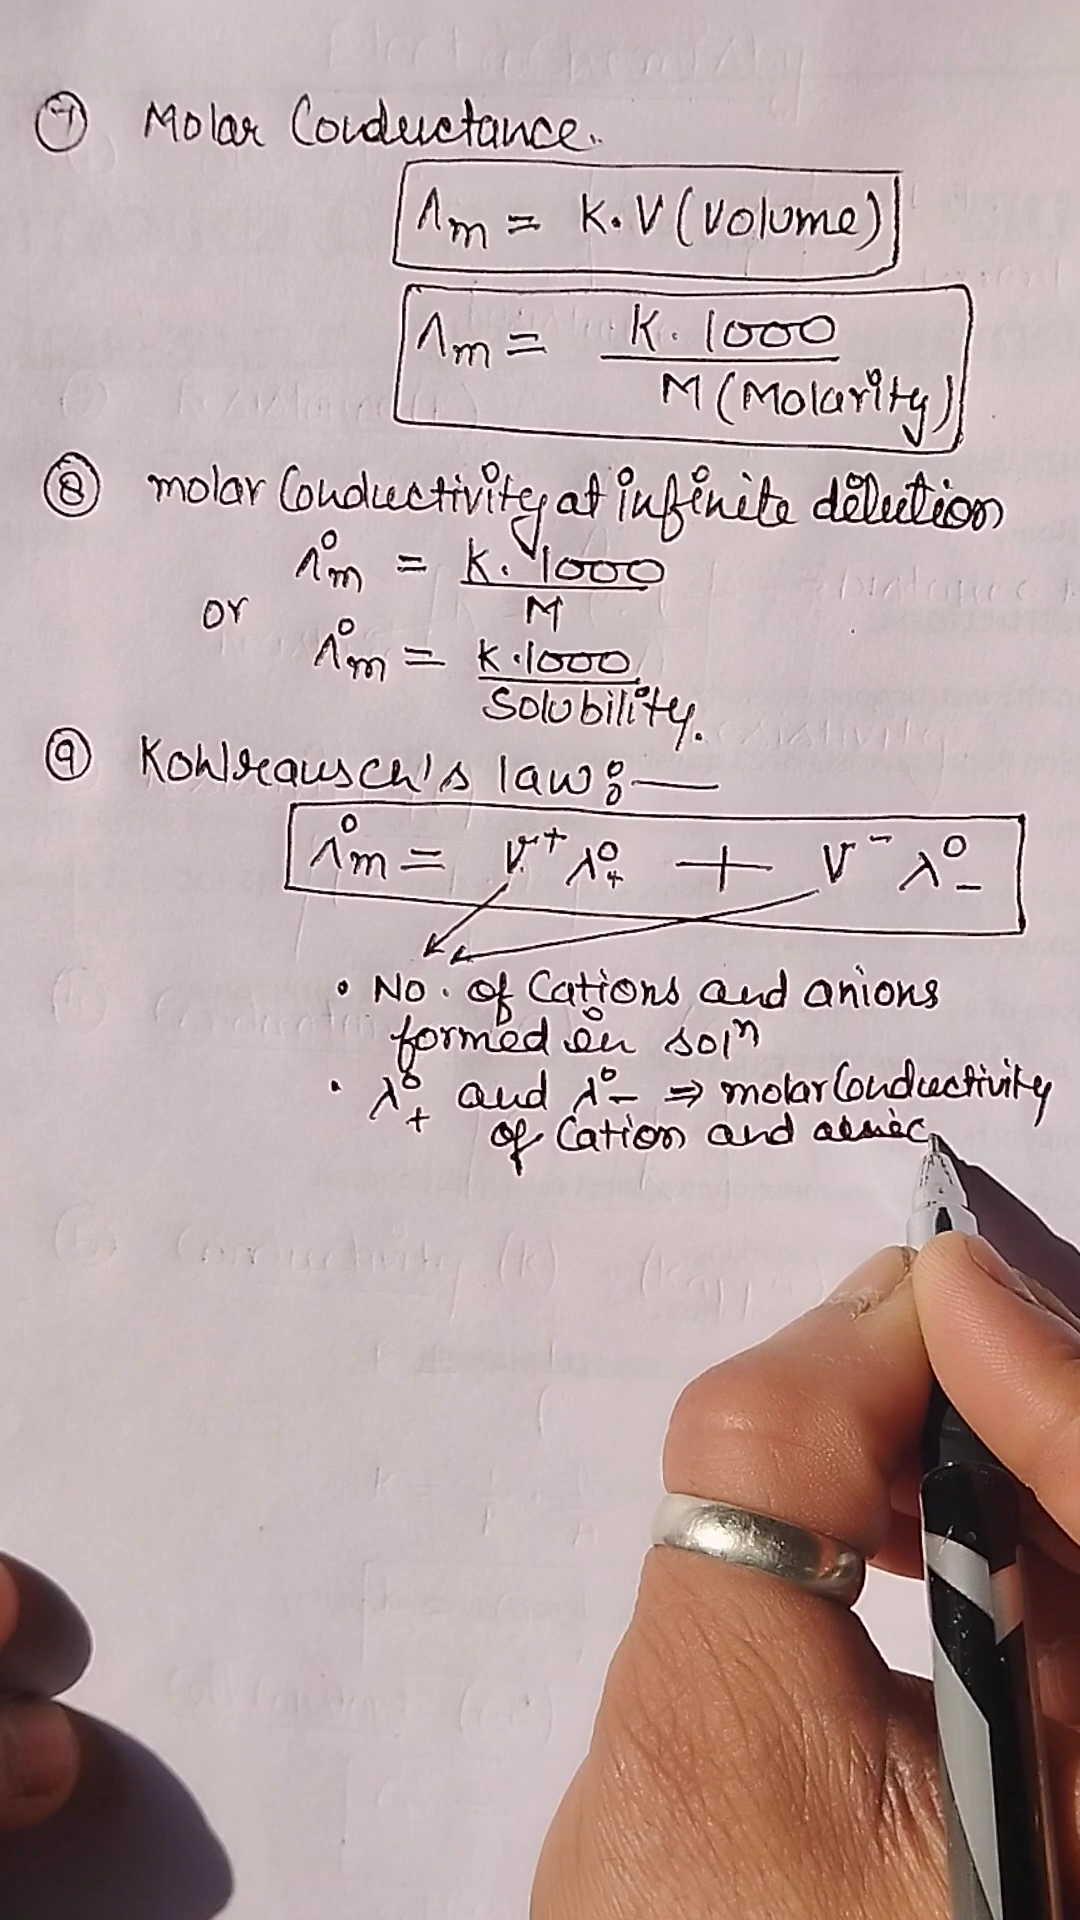 ⑦ Molar Conductance.
Λm = K.V (Volume)
Λm = K. 1000
M (Molarity)
⑧ molar Conductivity at infinite dilution
Λ°m = K. 1000
M
or
Λ°m = K.1000
Solubility.
⑨ Kohlrausch's law:—
Λ°m = V⁺ λ°₊ + V⁻ λ°₋
• No. of Cations and anions
formed in solⁿ
• λ°₊ and λ°₋ ⇒ molar Conductivity
of Cation and